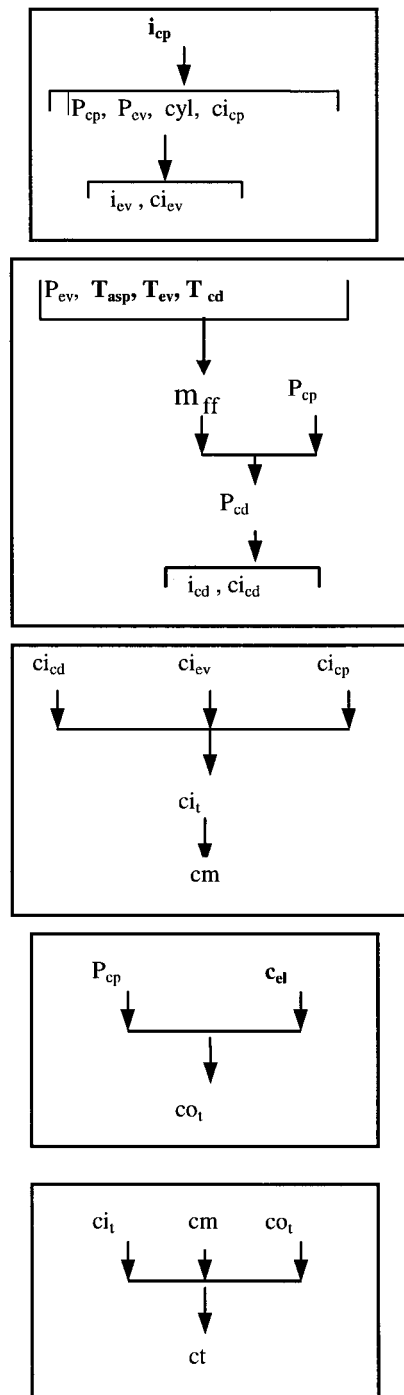 i_cp
P_cp, P_ev, cyl, ci_cp
i_ev , ci_ev
P_ev, T_asp, T_ev, T_cd
m_ff P_cp
P_cd
i_cd , ci_cd
ci_cd ci_ev ci_cp
ci_t
cm
P_cp c_el
co_t
ci_t cm co_t
ct